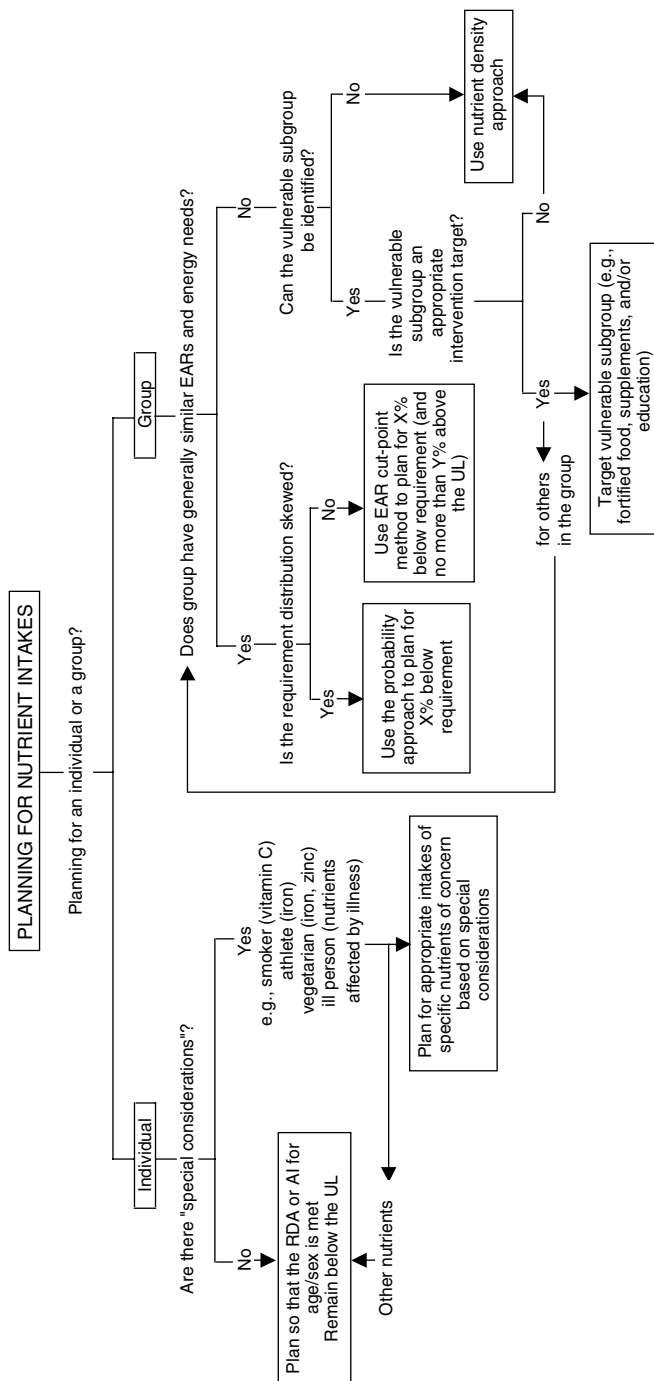 PLANNING FOR NUTRIENT INTAKES
Planning for an individual or a group?
Individual
Are there "special considerations"?
No
Plan so that the RDA or AI for
age/sex is met
Remain below the UL
Other nutrients
Yes
e.g., smoker (vitamin C)
athlete (iron)
vegetarian (iron, zinc)
ill person (nutrients
affected by illness)
Plan for appropriate intakes of
specific nutrients of concern
based on special
considerations
Group
Does group have generally similar EARs and energy needs?
Yes
Is the requirement distribution skewed?
Yes
Use the probability
approach to plan for
X% below
requirement
No
Use EAR cut-point
method to plan for X%
below requirement (and
no more than Y% above
the UL)
No
Can the vulnerable subgroup
be identified?
Yes
Is the vulnerable
subgroup an
appropriate
intervention target?
No
Use nutrient density
approach
for others
in the group
Yes
No
Target vulnerable subgroup (e.g.,
fortified food, supplements, and/or
education)